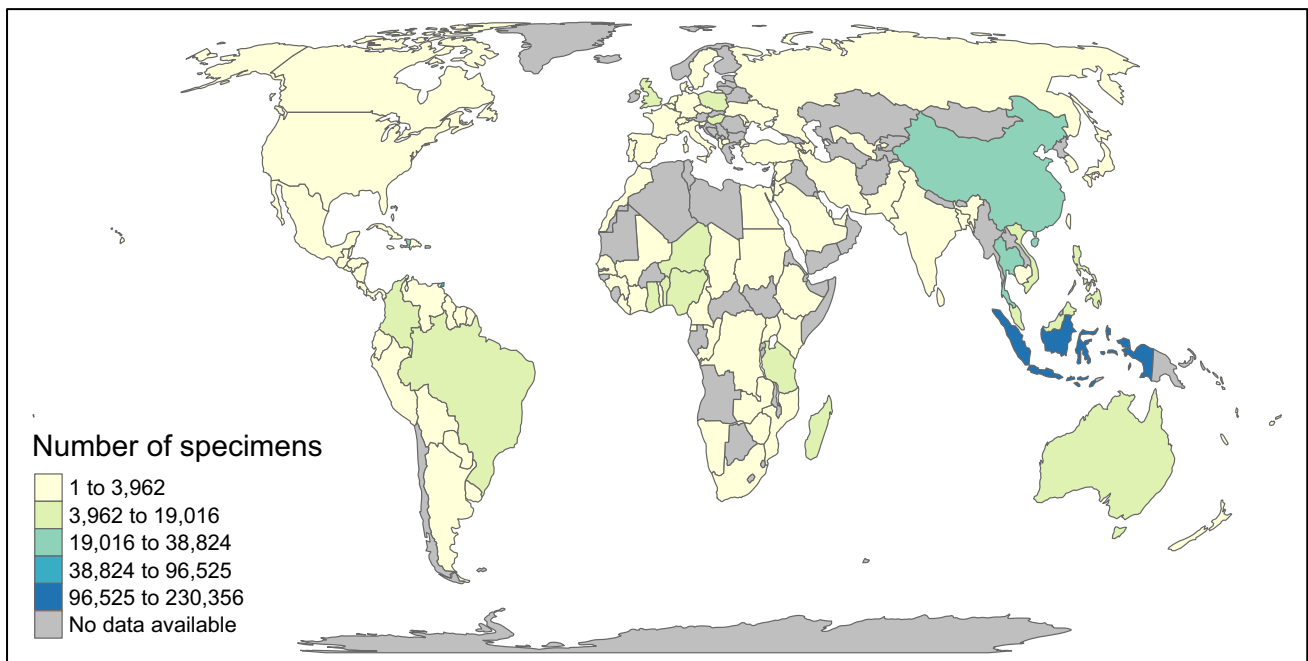 Number of specimens
1 to 3,962
3,962 to 19,016
19,016 to 38,824
38,824 to 96,525
96,525 to 230,356
No data available